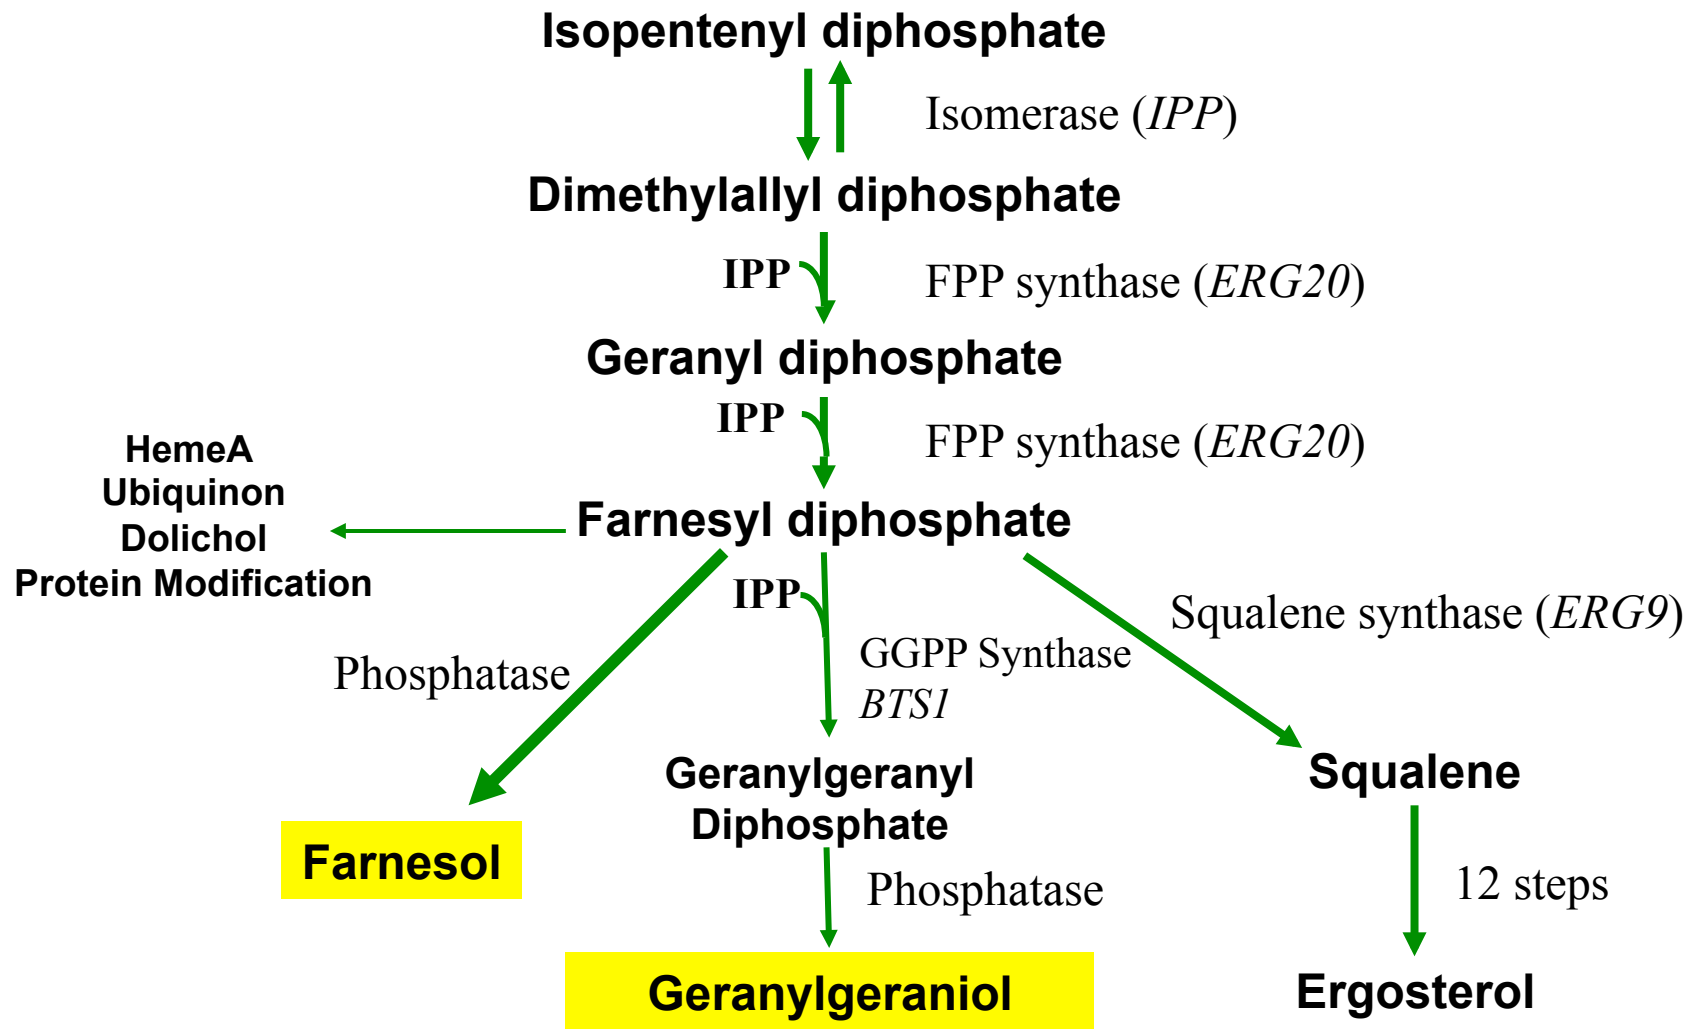 Isopentenyl diphosphate
Isomerase (IPP)
Dimethylallyl diphosphate
IPP
FPP synthase (ERG20)
Geranyl diphosphate
IPP
FPP synthase (ERG20)
HemeA
Ubiquinon
Dolichol
Protein Modification
Farnesyl diphosphate
IPP
Squalene synthase (ERG9)
Phosphatase
GGPP Synthase
BTS1
Geranylgeranyl
Diphosphate
Squalene
Farnesol
Phosphatase
12 steps
Geranylgeraniol
Ergosterol